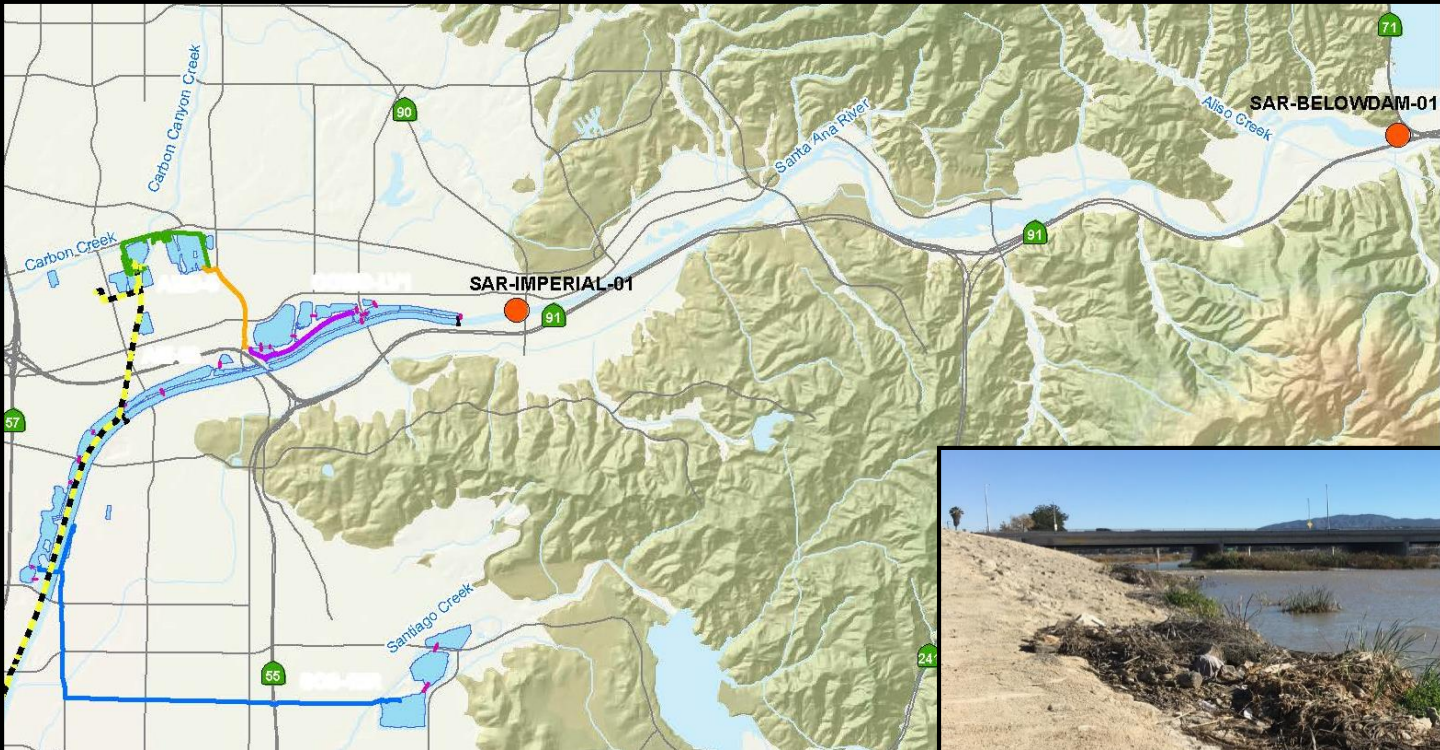 71
SAR-BELOWDAM-01
Aliso Creek
90
Carbon Canyon Creek
Santa Ana River
91
Carbon Creek
SAR-IMPERIAL-01
91
57
Santiago Creek
55
241